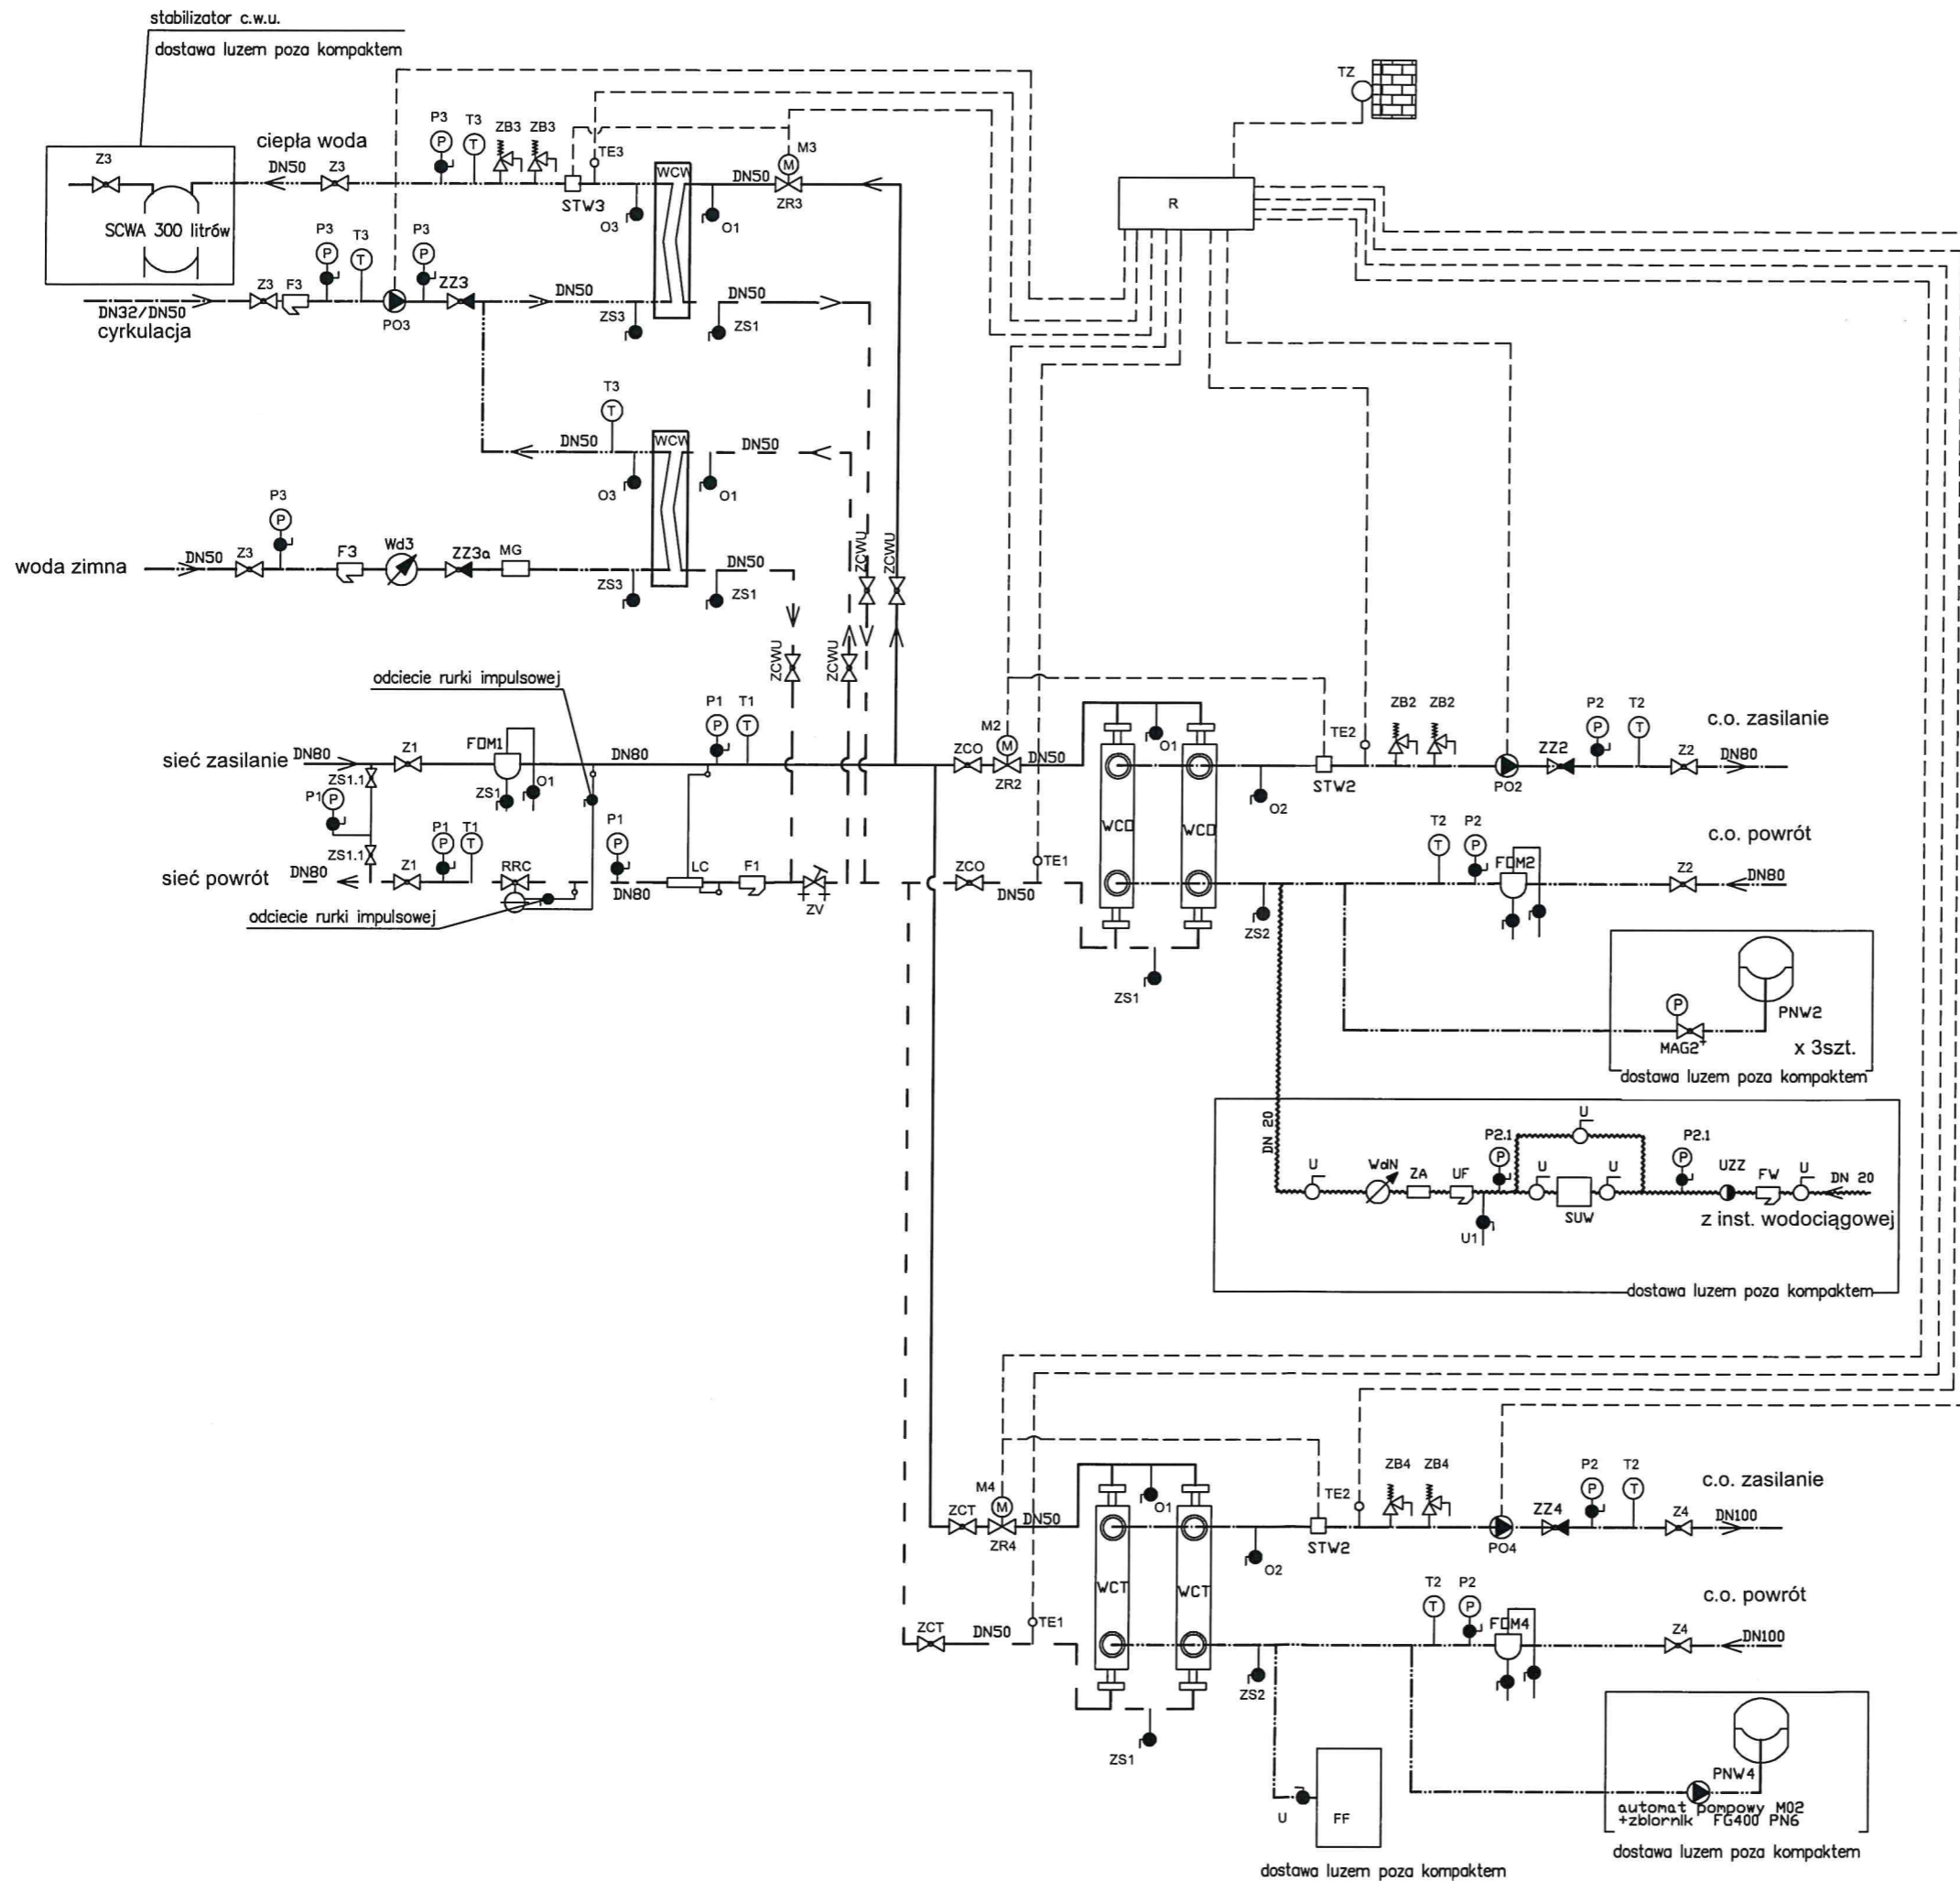 stabilizator c.w.u.
dostawa luzem poza kompaktem
TZ
P3
T3
ZB3
ZB3
ciepła woda
Z3
DN50
Z3
TE3
M3
WCW
DN50
STW3
ZR3
R
SCWA 300 litrów
O3
O1
P3
T3
P3
Z3
F3
ZZ3
DN50
DN50
DN32/DN50
cyrkulacja
PO3
ZS3
ZS1
T3
DN50
WCW
DN50
O3
O1
P3
Z3
F3
Wd3
ZZ3a
MG
DN50
DN50
woda zimna
ZS3
ZS1
ZCWU
ZCWU
ZCWU
ZCWU
odciecie rurki impulsowej
P1
T1
M2
ZB2
ZB2
P2
T2
c.o. zasilanie
TE2
O1
sieć zasilanie
DN80
Z1
FOM1
DN80
ZCO
DN50
ZZ2
Z2
DN80
ZS1.1
P1
ZS1
O1
ZR2
STW2
PO2
O2
WCO
WCO
P1
T1
P1
T2
P2
c.o. powrót
ZS1.1
sieć powrót
DN80
Z1
RRC
DN80
LC
F1
ZV
ZCO
DN50
TE1
FOM2
Z2
DN80
odciecie rurki impulsowej
ZS2
ZS1
PNW2
P
MAG2
x 3szt.
dostawa luzem poza kompaktem
DN 20
U
P2.1
P2.1
U
WdN
ZA
UF
U
U
UZZ
FW
U
DN 20
SUW
z inst. wodociągowej
U1
dostawa luzem poza kompaktem
M4
ZB4
ZB4
P2
T2
c.o. zasilanie
TE2
O1
ZCT
DN50
ZZ4
Z4
DN100
ZR4
STW2
PO4
O2
WCT
WCT
T2
P2
c.o. powrót
ZCT
DN50
TE1
FOM4
Z4
DN100
ZS2
ZS1
U
FF
PNW4
automat pompowy M02
+zbiornik FG400 PN6
dostawa luzem poza kompaktem
dostawa luzem poza kompaktem